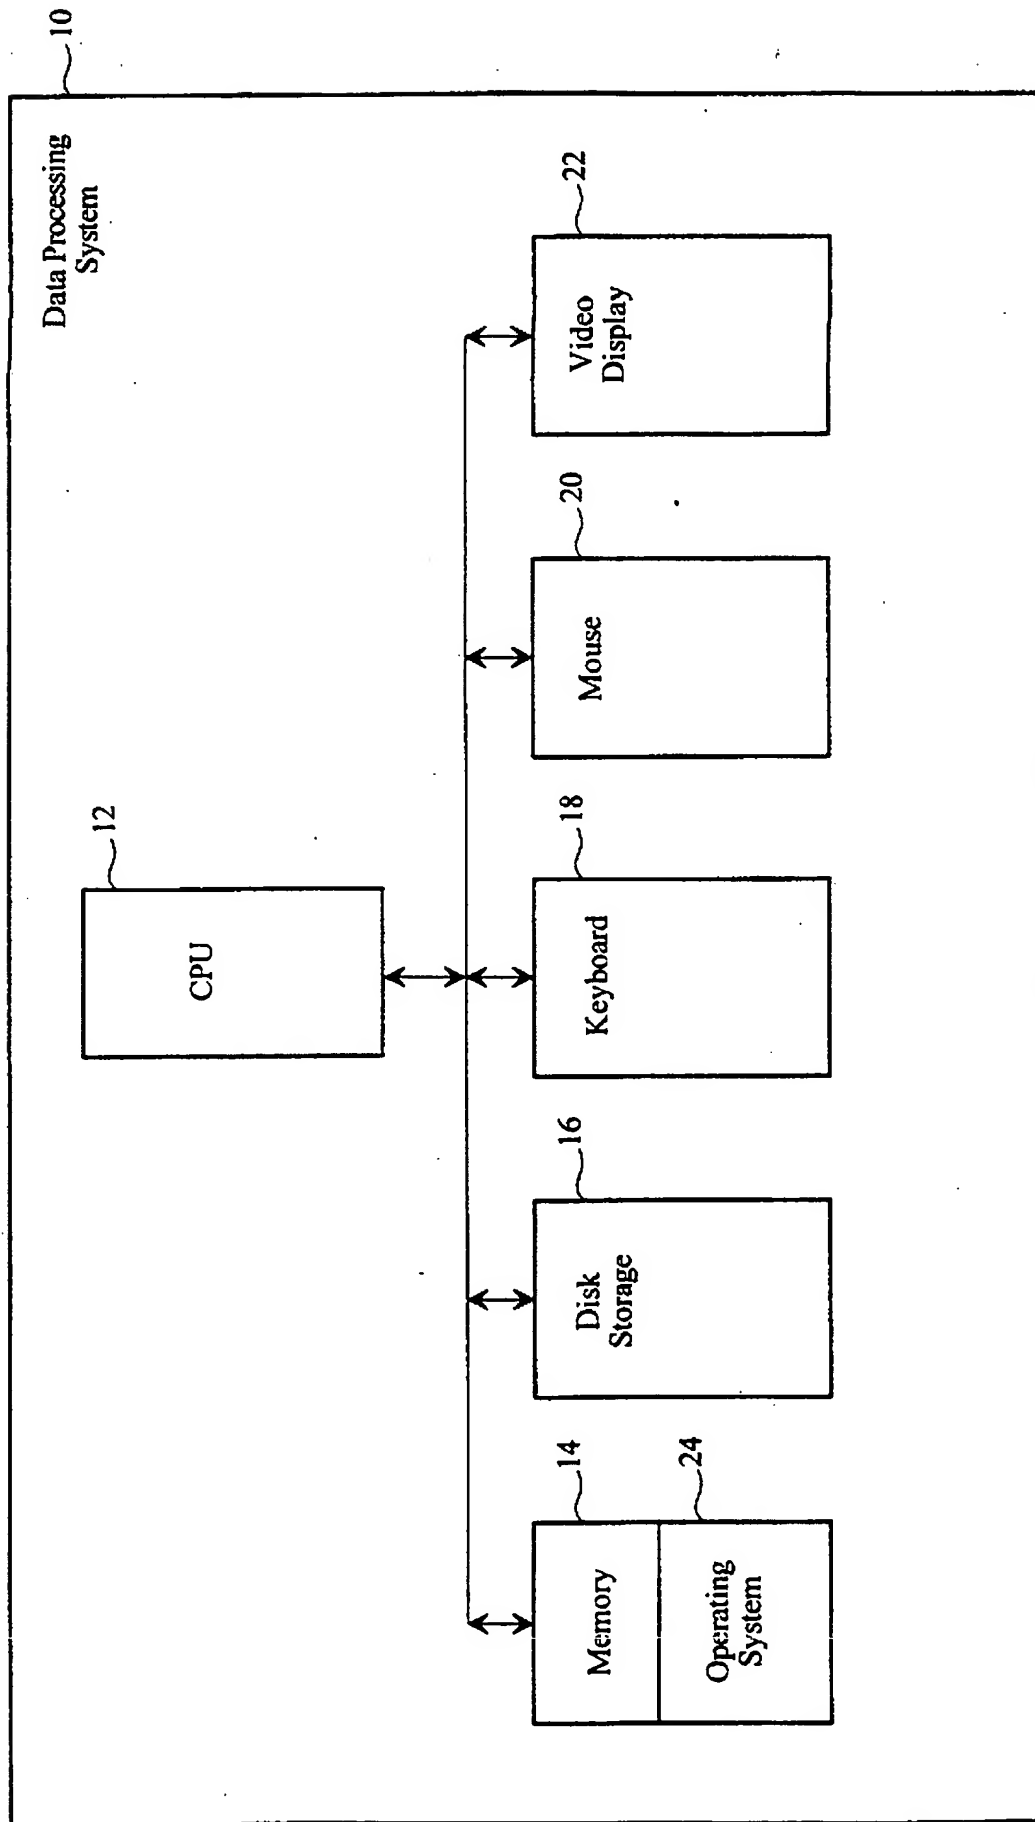 Data Processing
System
10
CPU
12
Memory
14
Operating
System
24
Disk
Storage
16
Keyboard
18
Mouse
20
Video
Display
22